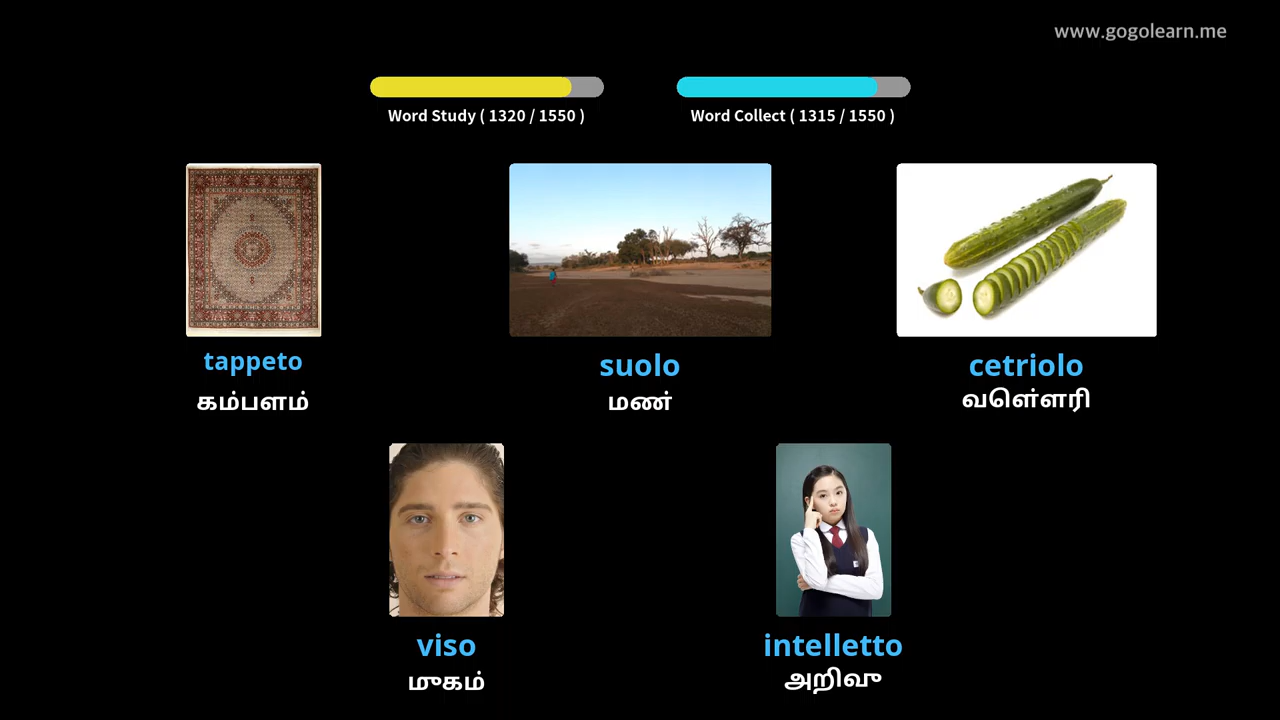 www.gogolearn.me
Word Study ( 1320 / 1550 )
Word Collect ( 1315 / 1550 )
tappeto
suolo
cetriolo
கம்பளம்
மண்
வெள்ளரி
viso
intelletto
முகம்
அறிவு